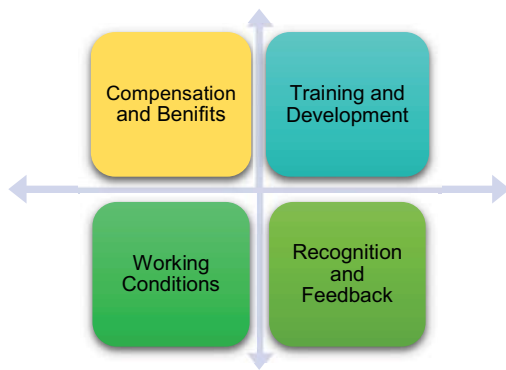 Compensation
and Benifits
Training and
Development
Working
Conditions
Recognition
and
Feedback